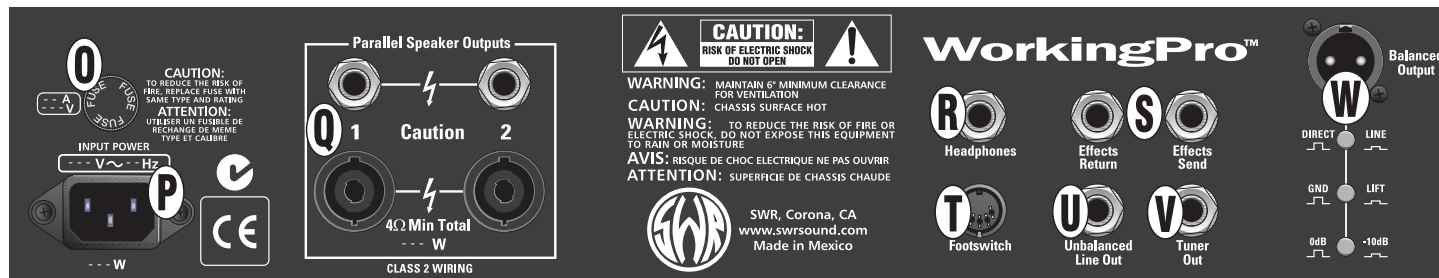 O
FUSE FUSE FUSE
- - - A
- - - V
CAUTION:
TO REDUCE THE RISK OF
FIRE, REPLACE FUSE WITH
SAME TYPE AND RATING
ATTENTION:
UTILISER UN FUSIBLE DE
RECHANGE DE MEME
TYPE ET CALIBRE
INPUT POWER
- - - V~ - - Hz
P
- - - W
CE
Parallel Speaker Outputs
Q
1 Caution 2
4Ω Min Total
- - - W
CLASS 2 WIRING
CAUTION:
RISK OF ELECTRIC SHOCK
DO NOT OPEN
WARNING: MAINTAIN 6" MINIMUM CLEARANCE
FOR VENTILATION
CAUTION: CHASSIS SURFACE HOT
WARNING: TO REDUCE THE RISK OF FIRE OR
ELECTRIC SHOCK, DO NOT EXPOSE THIS EQUIPMENT
TO RAIN OR MOISTURE
AVIS: RISQUE DE CHOC ELECTRIQUE NE PAS OUVRIR
ATTENTION: SUPERFICIE DE CHASSIS CHAUDE
SWR
SWR, Corona, CA
www.swrsound.com
Made in Mexico
WorkingPro™
R
Headphones
Effects
Return
S
Effects
Send
T
Footswitch
U
Unbalanced
Line Out
V
Tuner
Out
Balanced
Output
W
DIRECT LINE
GND LIFT
0dB -10dB